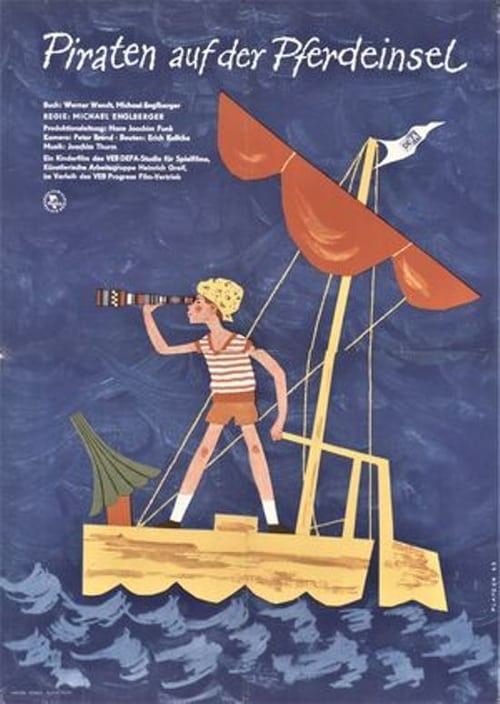 Piraten auf der Pferdeinsel
Buch: Werner Wendt, Michael Englberger
REGIE: MICHAEL ENGLBERGER
Produktionsleitung: Hans Joachim Funk
Kamera: Peter Brand - Bauten: Erich Kulicke
Musik: Joachim Thurm
Ein Kinderfilm des VEB DEFA-Studio für Spielfilme,
Künstlerische Arbeitsgruppe Heinrich Greif,
im Verleih des VEB Progress Film-Vertrieb